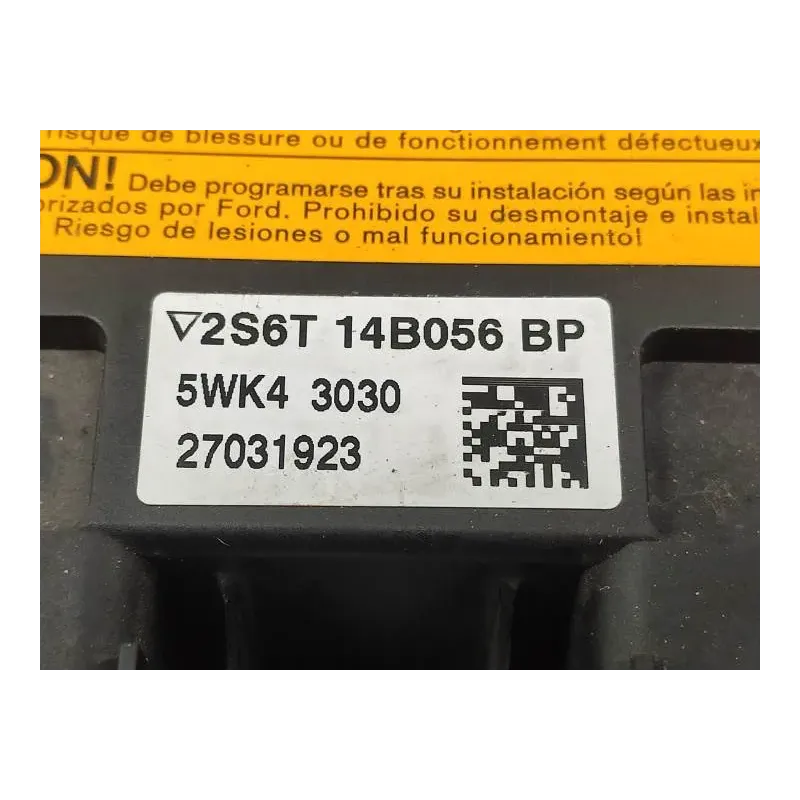 risque de blessure ou de fonctionnement défectueux
ON! Debe programarse tras su instalación según las in
orizados por Ford. Prohibido su desmontaje e instal
Riesgo de lesiones o mal funcionamiento!
▽2S6T 14B056 BP
5WK4 3030
27031923